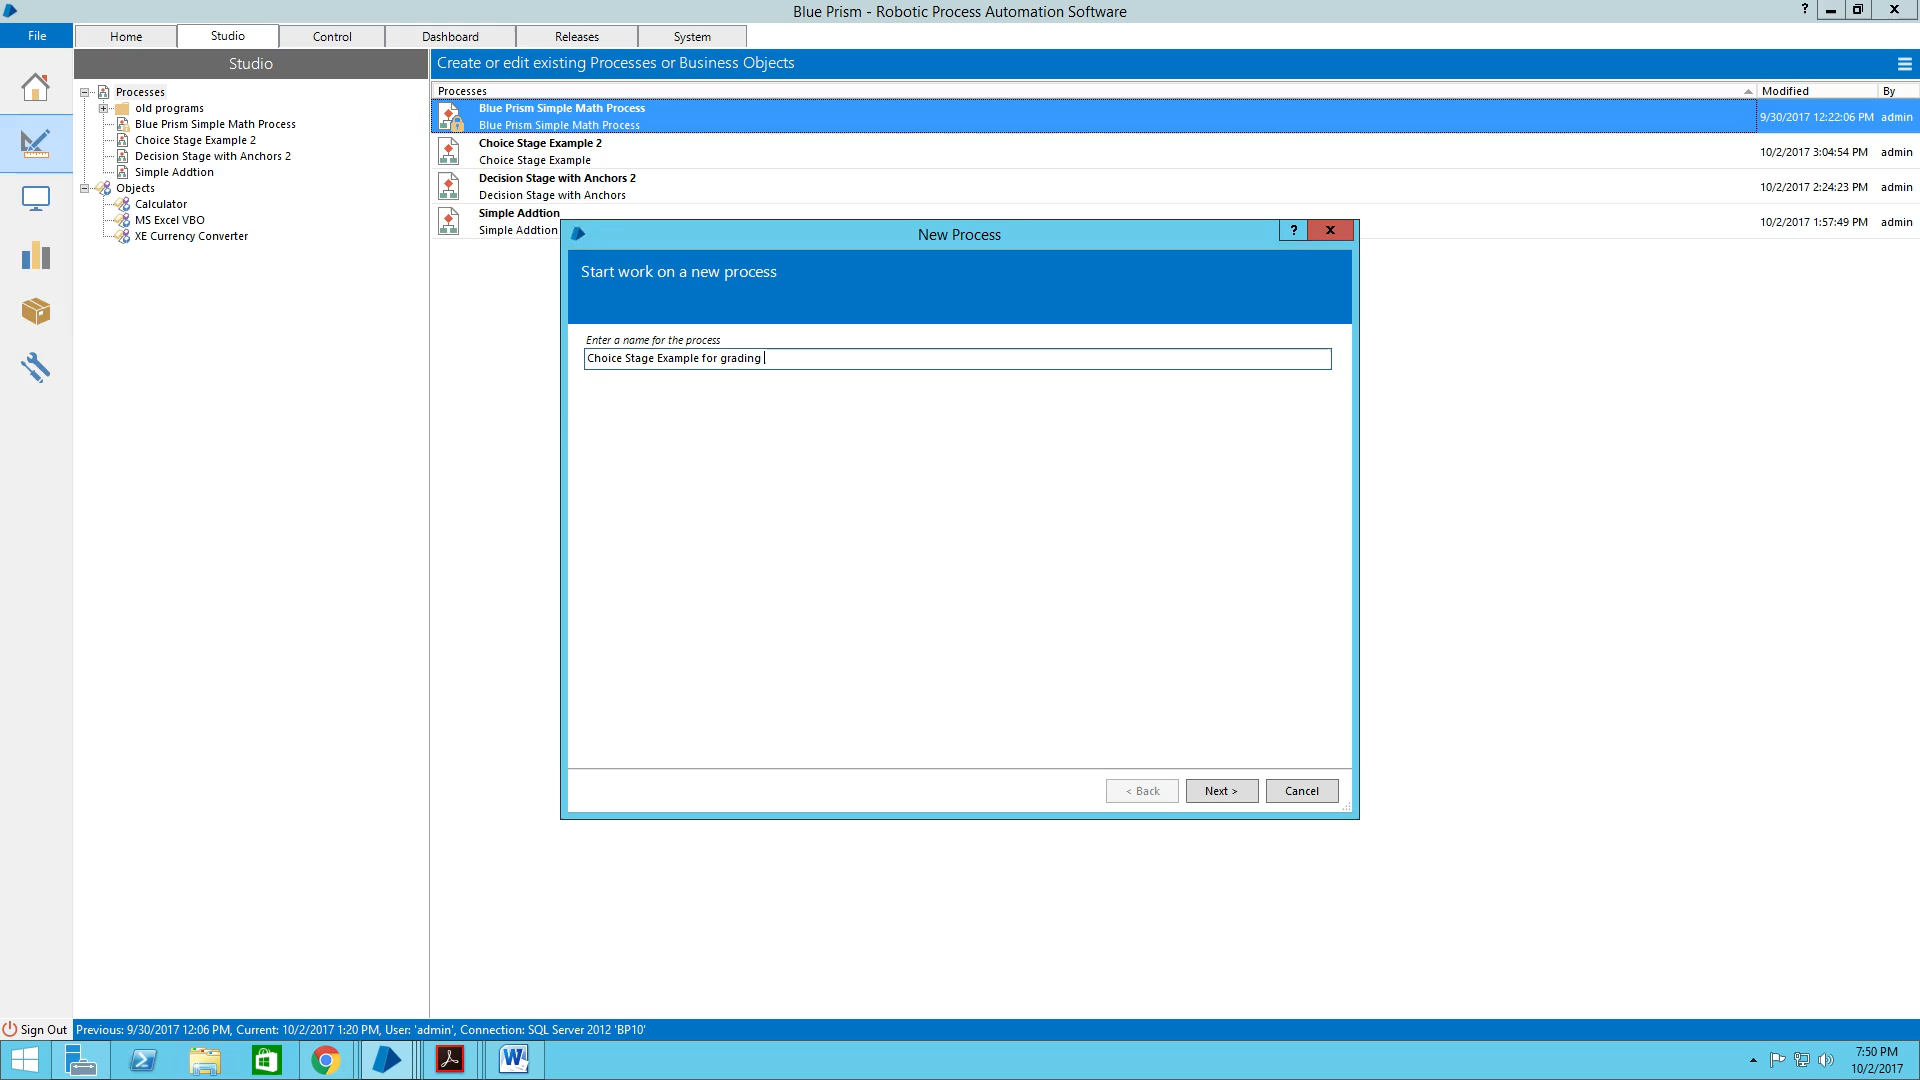 Blue Prism - Robotic Process Automation Software
?
File
Home
Studio
Control
Dashboard
Releases
System
Studio
Create or edit existing Processes or Business Objects
Processes
old programs
Blue Prism Simple Math Process
Choice Stage Example 2
Decision Stage with Anchors 2
Simple Addtion
Objects
Calculator
MS Excel VBO
XE Currency Converter
Processes
Modified
By
Blue Prism Simple Math Process
Blue Prism Simple Math Process
9/30/2017 12:22:06 PM
admin
Choice Stage Example 2
Choice Stage Example
10/2/2017 3:04:54 PM
admin
Decision Stage with Anchors 2
Decision Stage with Anchors
10/2/2017 2:24:23 PM
admin
Simple Addtion
Simple Addtion
10/2/2017 1:57:49 PM
admin
New Process
?
x
Start work on a new process
Enter a name for the process
Choice Stage Example for grading
< Back
Next >
Cancel
Sign Out
Previous: 9/30/2017 12:06 PM, Current: 10/2/2017 1:20 PM, User: 'admin', Connection: SQL Server 2012 'BP10'
7:50 PM
10/2/2017